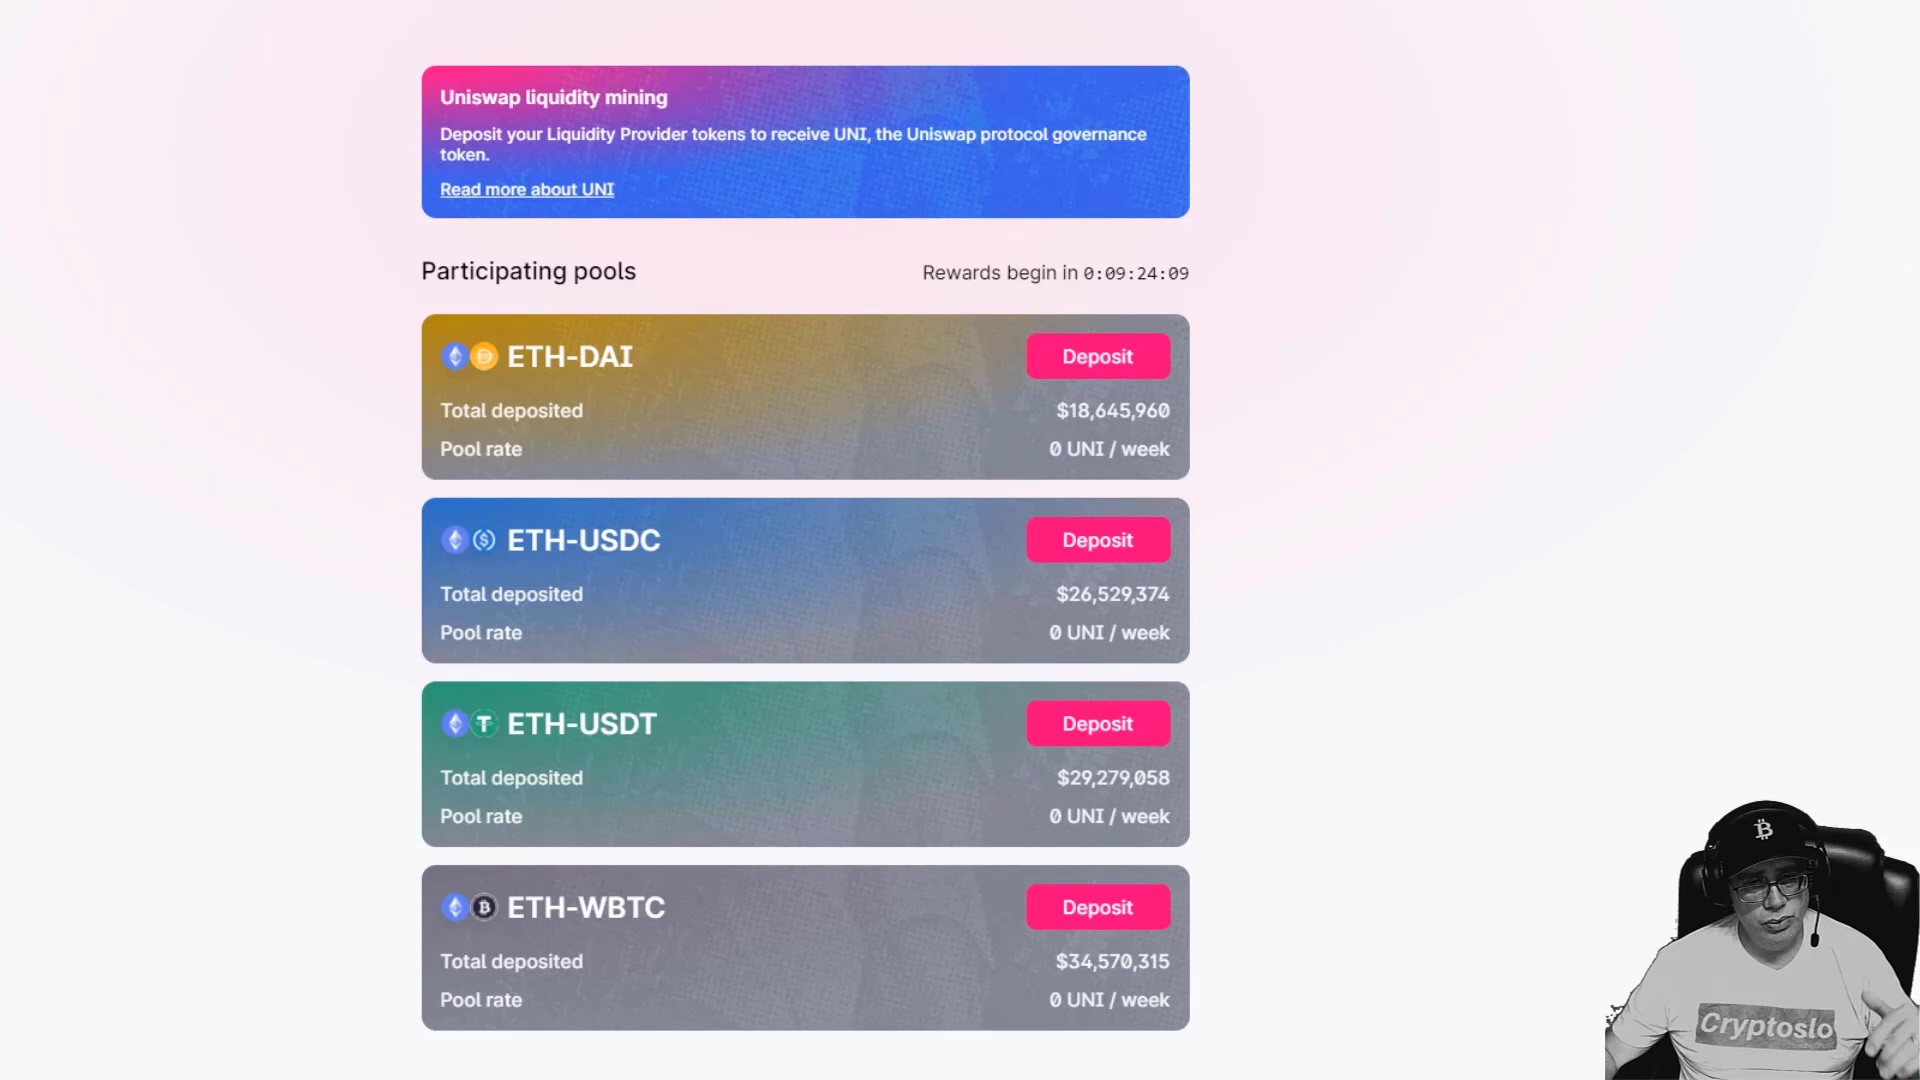 Uniswap liquidity mining
Deposit your Liquidity Provider tokens to receive UNI, the Uniswap protocol governance
token.
Read more about UNI
Participating pools
Rewards begin in 0:09:24:09
ETH-DAI
Deposit
Total deposited
$18,645,960
Pool rate
0 UNI / week
ETH-USDC
Deposit
Total deposited
$26,529,374
Pool rate
0 UNI / week
ETH-USDT
Deposit
Total deposited
$29,279,058
Pool rate
0 UNI / week
ETH-WBTC
Deposit
Total deposited
$34,570,315
Pool rate
0 UNI / week
Cryptoslo